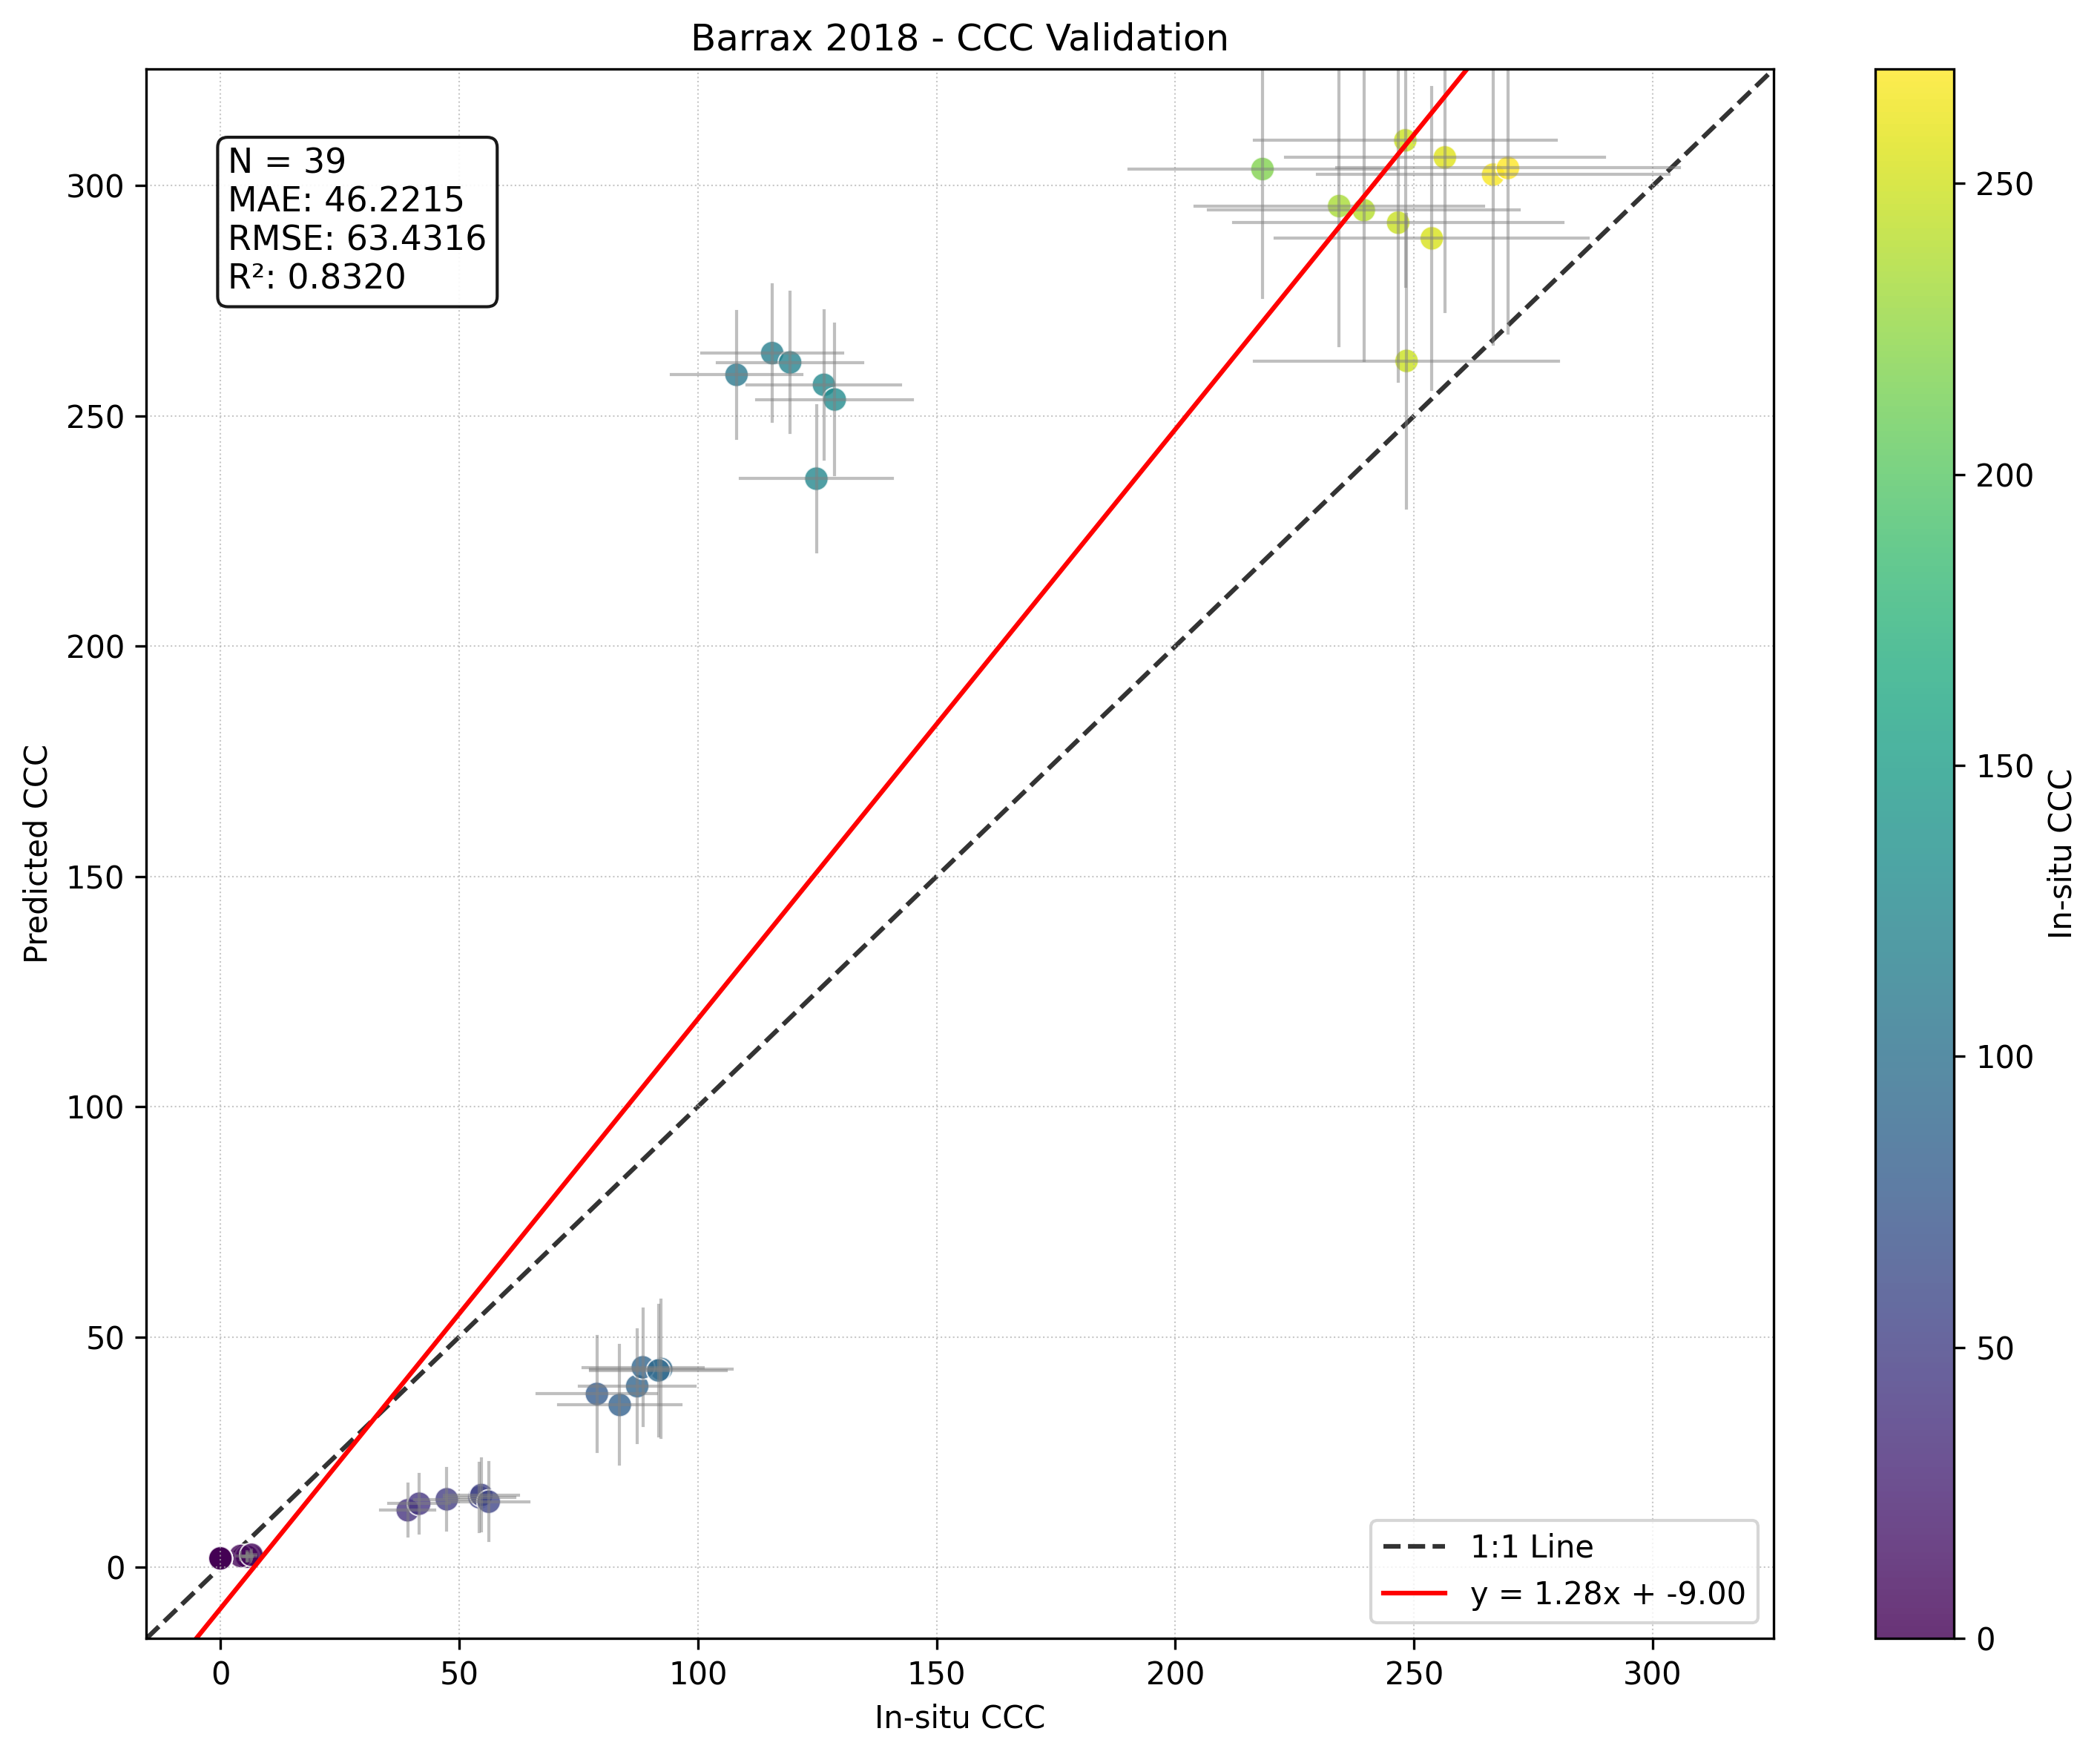 Barrax 2018 - CCC Validation
N = 39
MAE: 46.2215
RMSE: 63.4316
R²: 0.8320
Predicted CCC
300
250
200
150
100
50
0
0
50
100
150
200
250
300
In-situ CCC
1:1 Line
y = 1.28x + -9.00
250
200
150
100
50
0
In-situ CCC